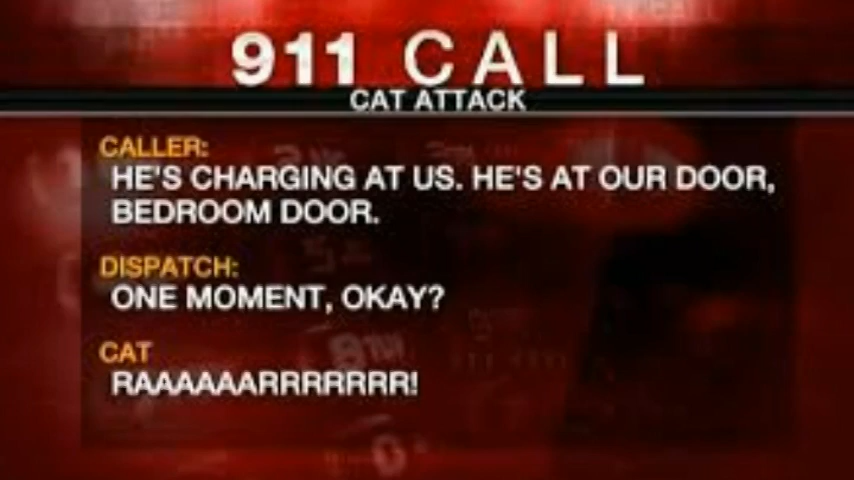 911 CALL
CAT ATTACK
CALLER:
HE'S CHARGING AT US. HE'S AT OUR DOOR,
BEDROOM DOOR.
DISPATCH:
ONE MOMENT, OKAY?
CAT
RAAAAAARRRRRRR!